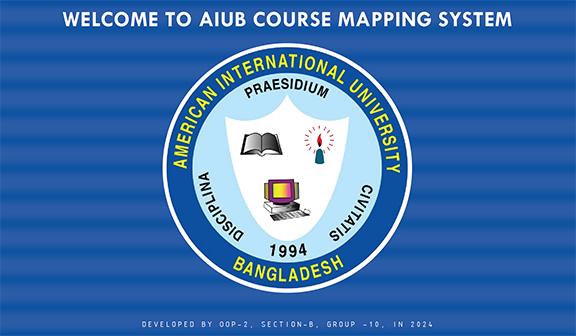 WELCOME TO AIUB COURSE MAPPING SYSTEM
AMERICAN INTERNATIONAL UNIVERSITY
PRAESIDIUM
DISCIPLINA
CIVITATIS
1994
BANGLADESH
DEVELOPED BY OOP-2, SECTION-B, GROUP -10, IN 2024